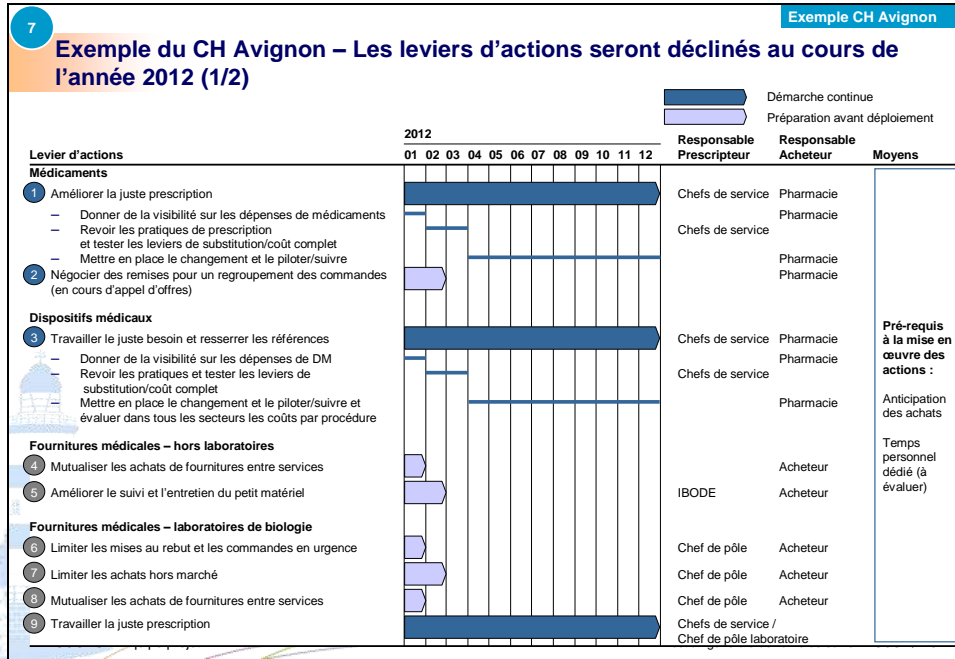 7
Exemple CH Avignon
Exemple du CH Avignon – Les leviers d'actions seront déclinés au cours de
l'année 2012 (1/2)
Démarche continue
Préparation avant déploiement
2012
Levier d'actions
01 02 03 04 05 06 07 08 09 10 11 12
Responsable
Prescripteur
Responsable
Acheteur
Moyens
Médicaments
1 Améliorer la juste prescription Chefs de service Pharmacie
– Donner de la visibilité sur les dépenses de médicaments Pharmacie
– Revoir les pratiques de prescription Chefs de service
et tester les leviers de substitution/coût complet
– Mettre en place le changement et le piloter/suivre Pharmacie
2 Négocier des remises pour un regroupement des commandes Pharmacie
(en cours d'appel d'offres)
Dispositifs médicaux
3 Travailler le juste besoin et resserrer les références Chefs de service Pharmacie
– Donner de la visibilité sur les dépenses de DM Pharmacie
– Revoir les pratiques et tester les leviers de Chefs de service
substitution/coût complet
– Mettre en place le changement et le piloter/suivre et Pharmacie
évaluer dans tous les secteurs les coûts par procédure
Fournitures médicales – hors laboratoires
4 Mutualiser les achats de fournitures entre services Acheteur
5 Améliorer le suivi et l'entretien du petit matériel IBODE Acheteur
Fournitures médicales – laboratoires de biologie
6 Limiter les mises au rebut et les commandes en urgence Chef de pôle Acheteur
7 Limiter les achats hors marché Chef de pôle Acheteur
8 Mutualiser les achats de fournitures entre services Chef de pôle Acheteur
9 Travailler la juste prescription Chefs de service /
Chef de pôle laboratoire
Pré-requis
à la mise en
œuvre des
actions :
Anticipation
des achats
Temps
personnel
dédié (à
évaluer)